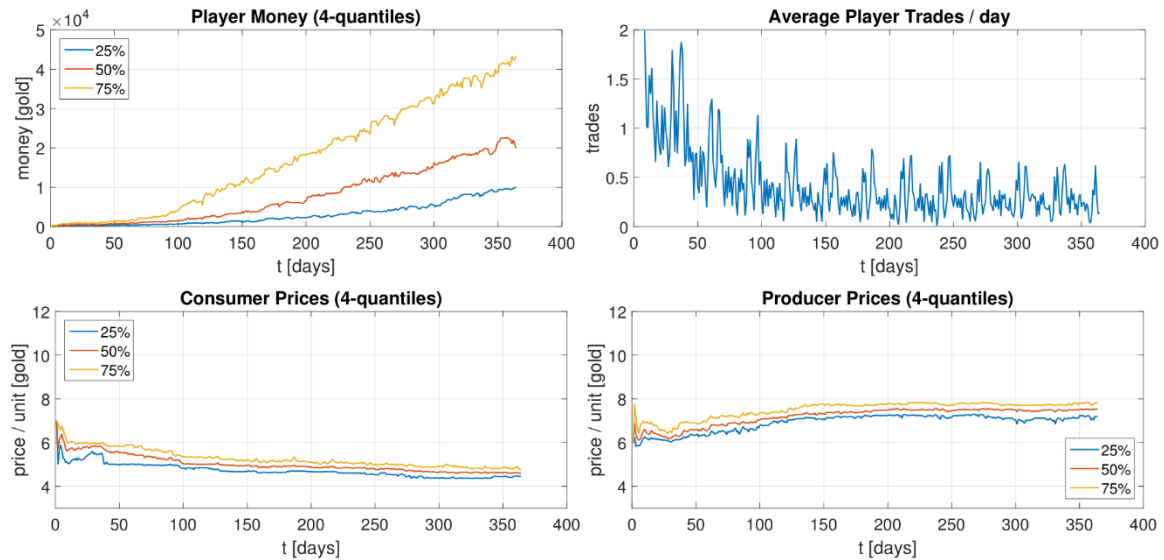 Player Money (4-quantiles)
× 10⁴
5
4
3
2
1
0
money [gold]
25%
50%
75%
0 50 100 150 200 250 300 350 400
t [days]
Average Player Trades / day
2
1.5
1
0.5
0
trades
0 50 100 150 200 250 300 350 400
t [days]
Consumer Prices (4-quantiles)
12
10
8
6
4
price / unit [gold]
25%
50%
75%
0 50 100 150 200 250 300 350 400
t [days]
Producer Prices (4-quantiles)
12
10
8
6
4
price / unit [gold]
25%
50%
75%
0 50 100 150 200 250 300 350 400
t [days]